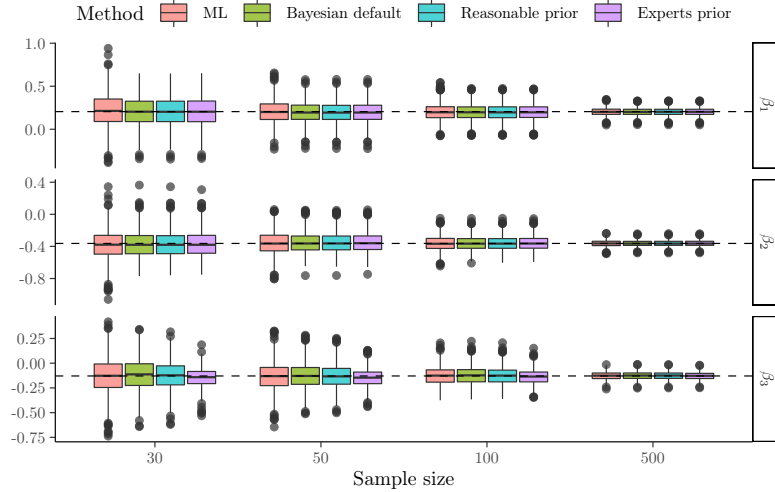 Method ML Bayesian default Reasonable prior Experts prior
1.0
0.5
0.0
β1
0.4
0.0
-0.4
-0.8
β2
0.25
0.00
-0.25
-0.50
-0.75
β3
30 50 100 500
Sample size